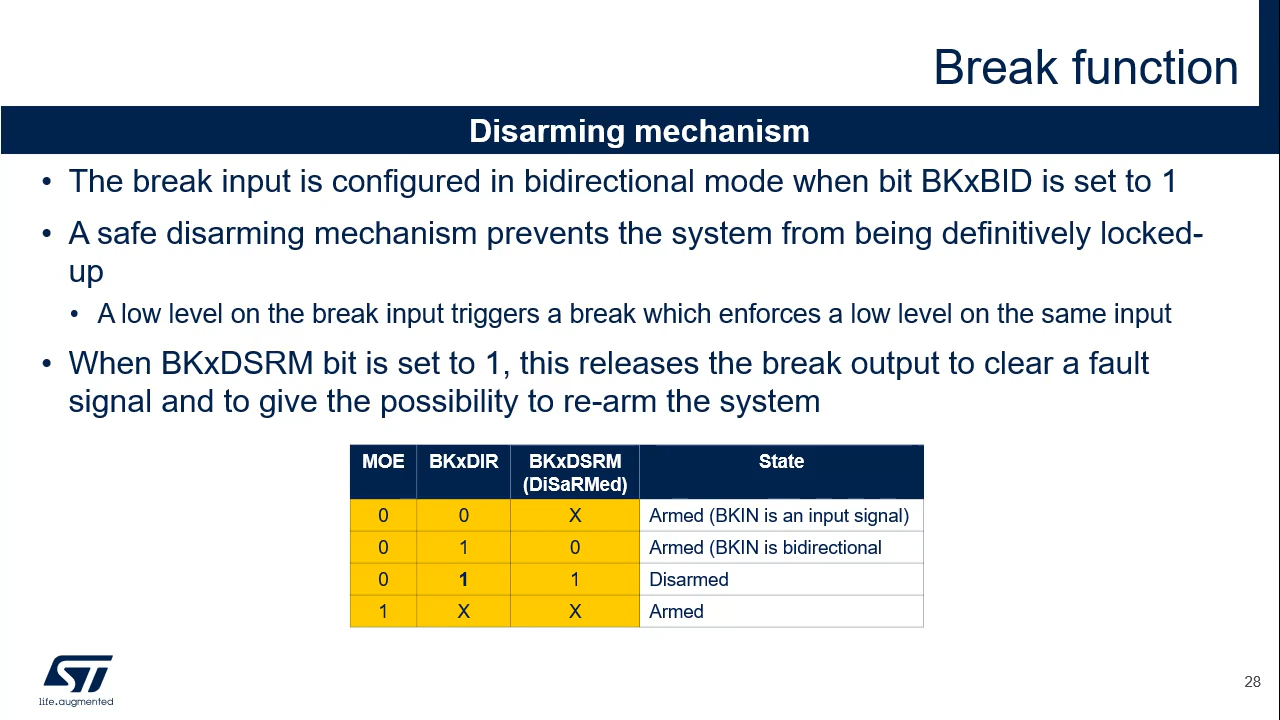 Break function
Disarming mechanism
• The break input is configured in bidirectional mode when bit BKxBID is set to 1
• A safe disarming mechanism prevents the system from being definitively locked-
up
• A low level on the break input triggers a break which enforces a low level on the same input
• When BKxDSRM bit is set to 1, this releases the break output to clear a fault
signal and to give the possibility to re-arm the system
MOE BKxDIR BKxDSRM (DiSaRMed) State
0 0 X Armed (BKIN is an input signal)
0 1 0 Armed (BKIN is bidirectional
0 1 1 Disarmed
1 X X Armed
ST
life.augmented
28